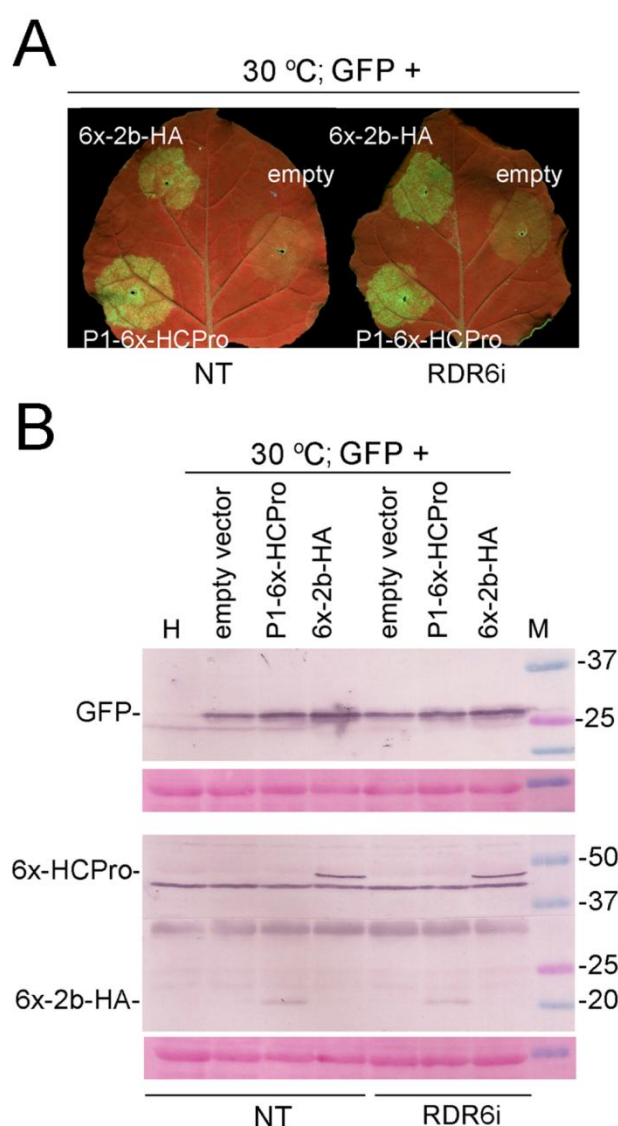 A
30 ºC; GFP +
6x-2b-HA
empty
P1-6x-HCPro
6x-2b-HA
empty
P1-6x-HCPro
NT
RDR6i
B
30 ºC; GFP +
H
empty vector
P1-6x-HCPro
6x-2b-HA
empty vector
P1-6x-HCPro
6x-2b-HA
M
GFP-
-37
-25
6x-HCPro-
-50
-37
-25
6x-2b-HA-
-20
NT
RDR6i